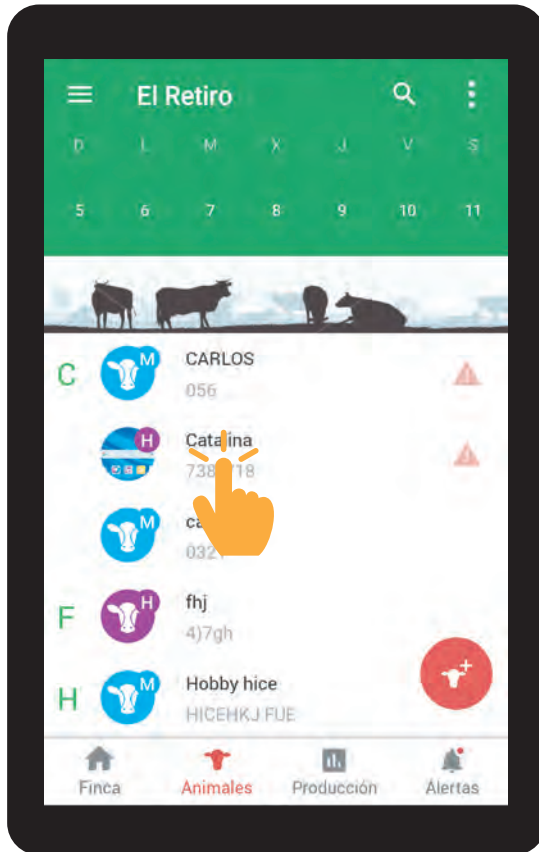 El Retiro
D L M X J V S
5 6 7 8 9 10 11
C M CARLOS
056
H Catalina
M
F H fhj
4)7gh
H M Hobby hice
HICEHKJ FUE
Finca Animales Producción Alertas